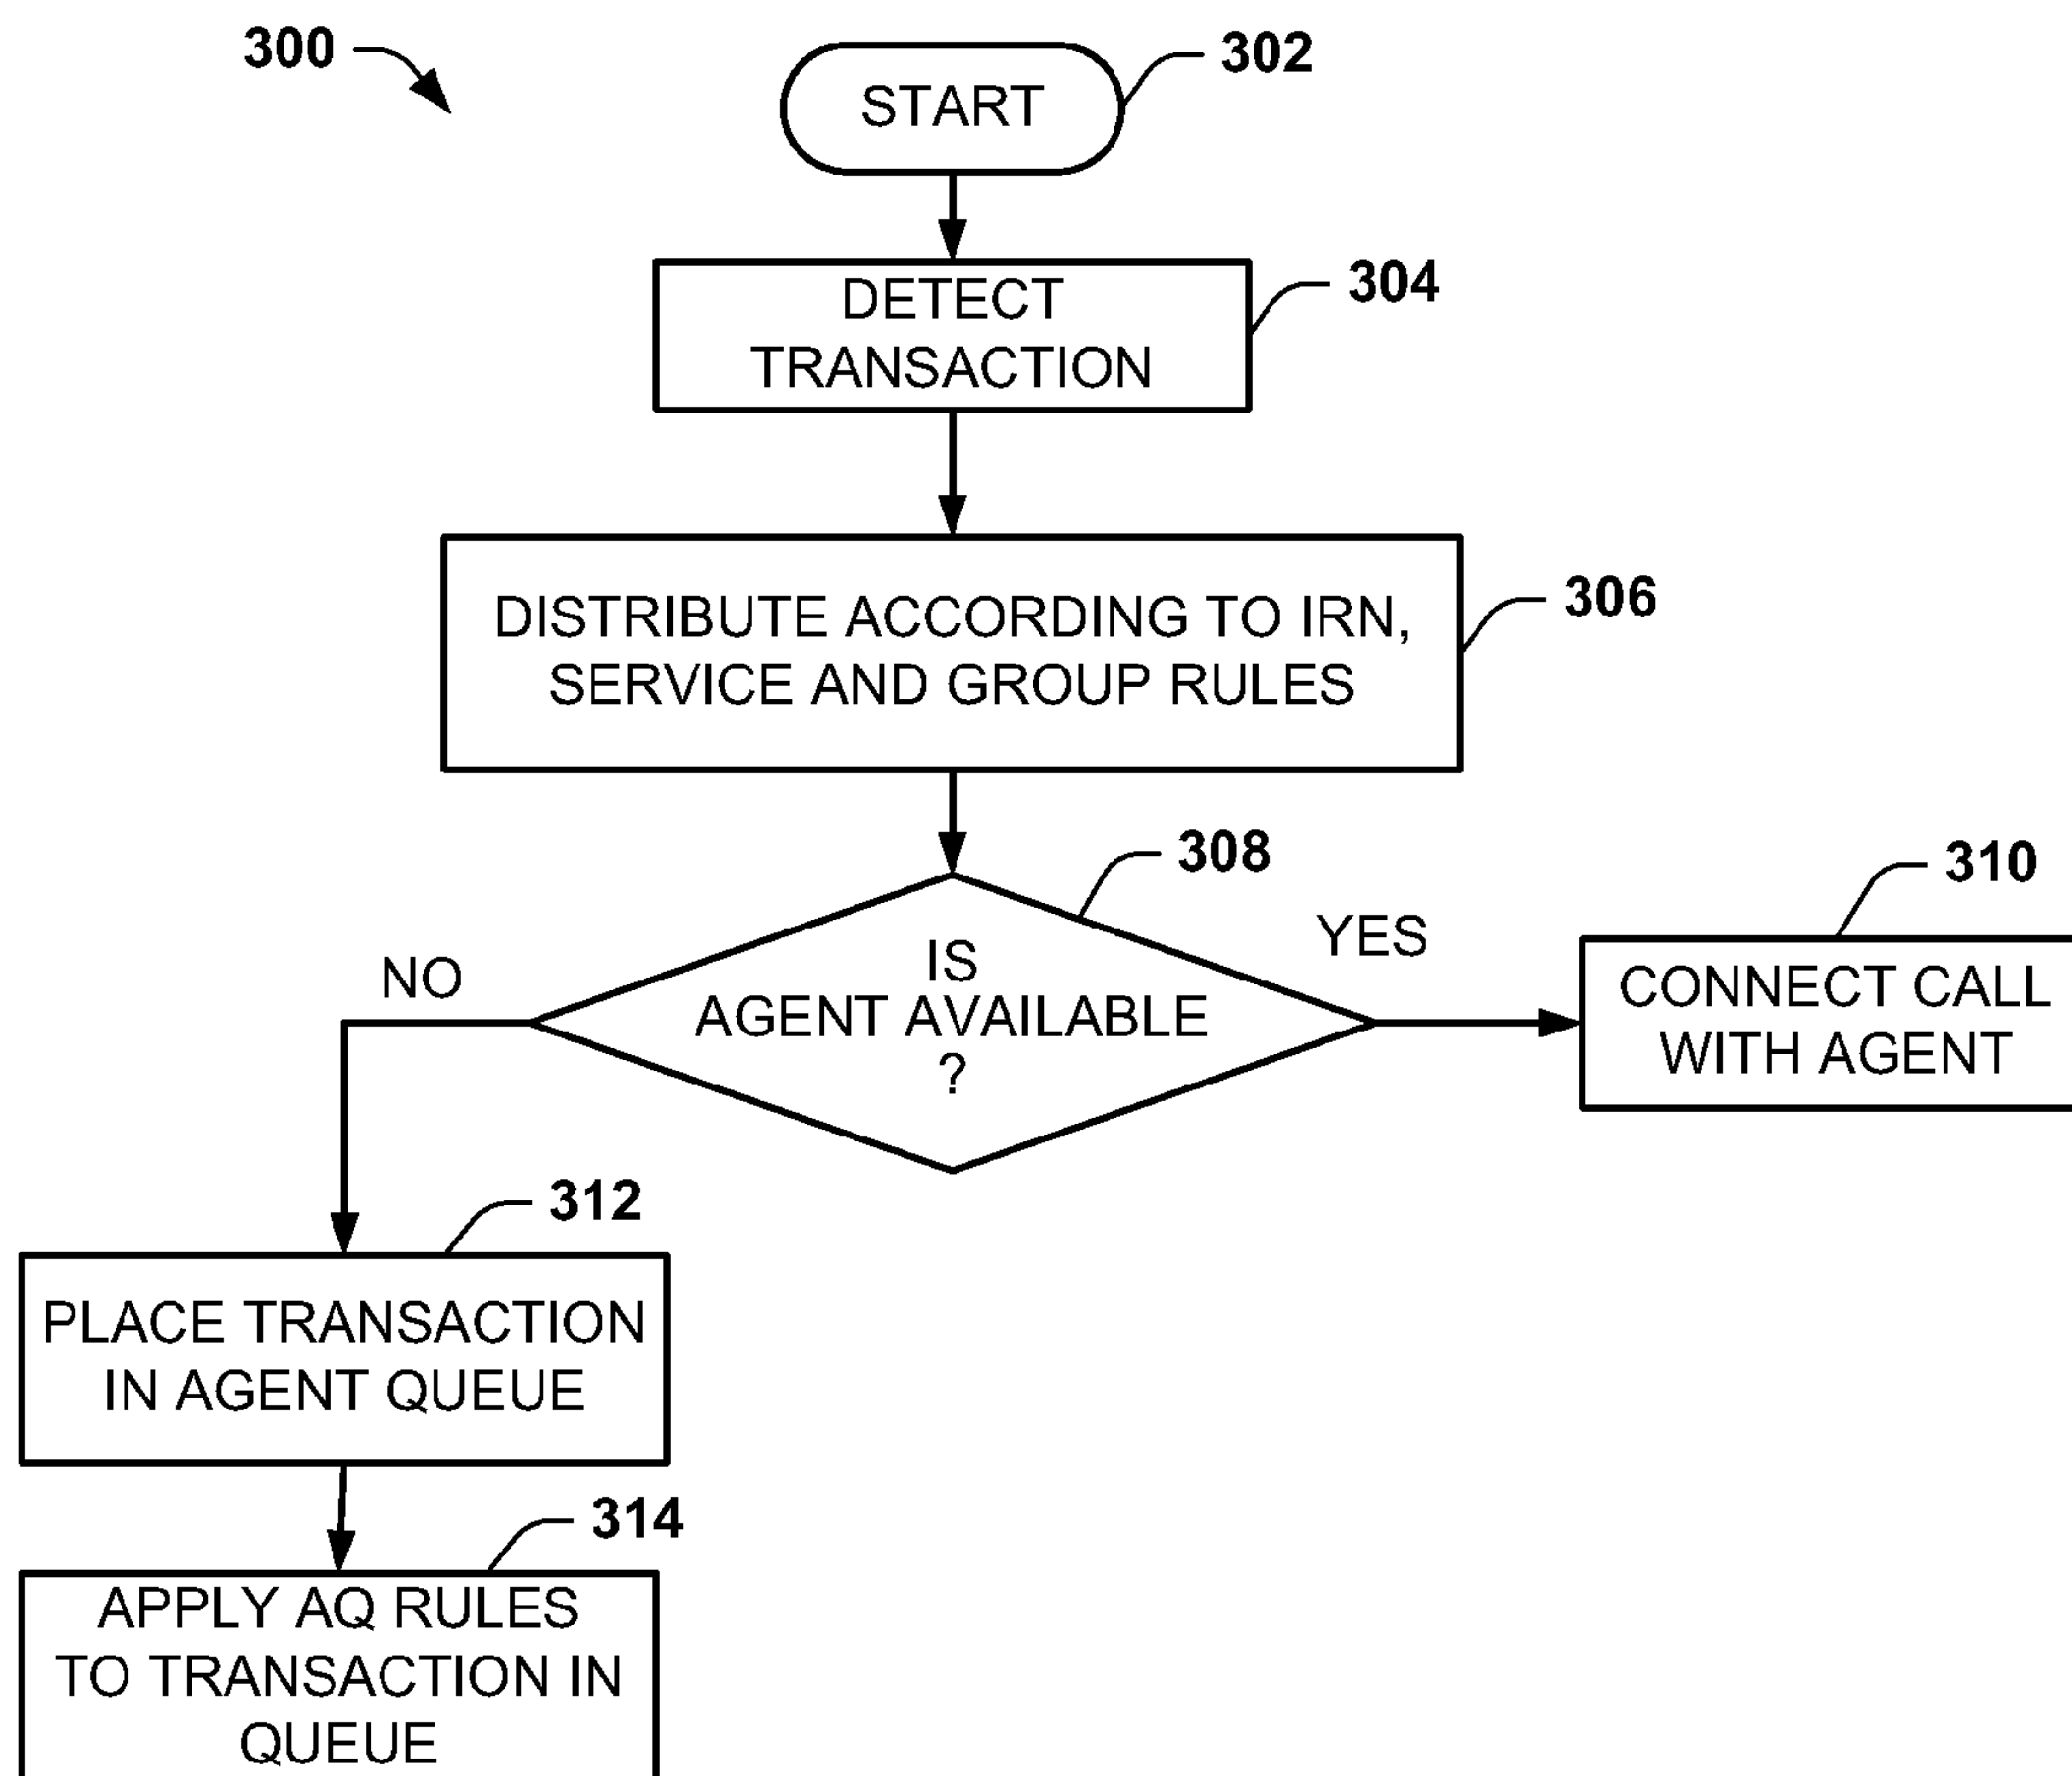 300
302
START
304
DETECT
TRANSACTION
306
DISTRIBUTE ACCORDING TO IRN,
SERVICE AND GROUP RULES
308
310
IS
AGENT AVAILABLE
?
YES
NO
CONNECT CALL
WITH AGENT
312
PLACE TRANSACTION
IN AGENT QUEUE
314
APPLY AQ RULES
TO TRANSACTION IN
QUEUE